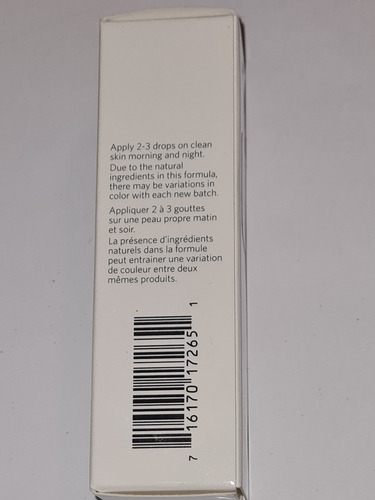 Apply 2-3 drops on clean
skin morning and night.
Due to the natural
ingredients in this formula,
there may be variations in
color with each new batch.
Appliquer 2 à 3 gouttes
sur une peau propre matin
et soir.
La présence d'ingrédients
naturels dans la formule
peut entrainer une variation
de couleur entre deux
mêmes produits.
7 16170 17265 1